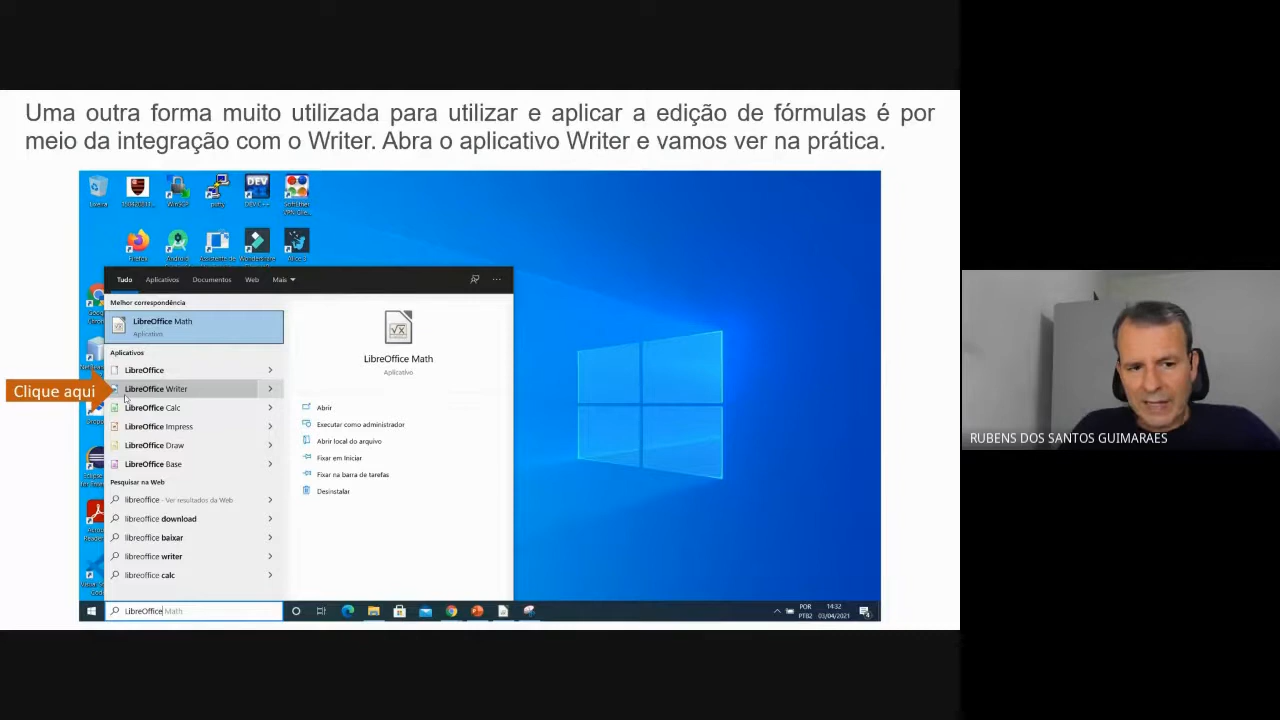 Uma outra forma muito utilizada para utilizar e aplicar a edição de fórmulas é por
meio da integração com o Writer. Abra o aplicativo Writer e vamos ver na prática.
Lixeira
WinSCP
putty
DEV
Tudo
Aplicativos
Documentos
Web
Mais
Melhor correspondência
LibreOffice Math
Aplicativo
Aplicativos
LibreOffice
LibreOffice Writer
LibreOffice Calc
LibreOffice Impress
LibreOffice Draw
LibreOffice Base
Pesquisar na Web
libreoffice - Ver resultados da Web
libreoffice download
libreoffice baixar
libreoffice writer
libreoffice calc
LibreOffice Math
Aplicativo
Abrir
Executar como administrador
Abrir local do arquivo
Fixar em Iniciar
Fixar na barra de tarefas
Desinstalar
Clique aqui
LibreOffice Math
POR
PTB2
14:32
03/04/2021
RUBENS DOS SANTOS GUIMARAES